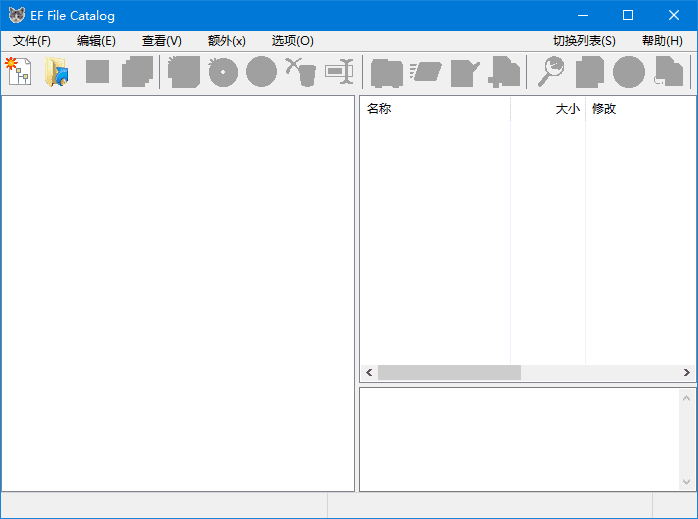 EF File Catalog
文件(F) 编辑(E) 查看(V) 额外(x) 选项(O) 切换列表(S) 帮助(H)
名称 大小 修改